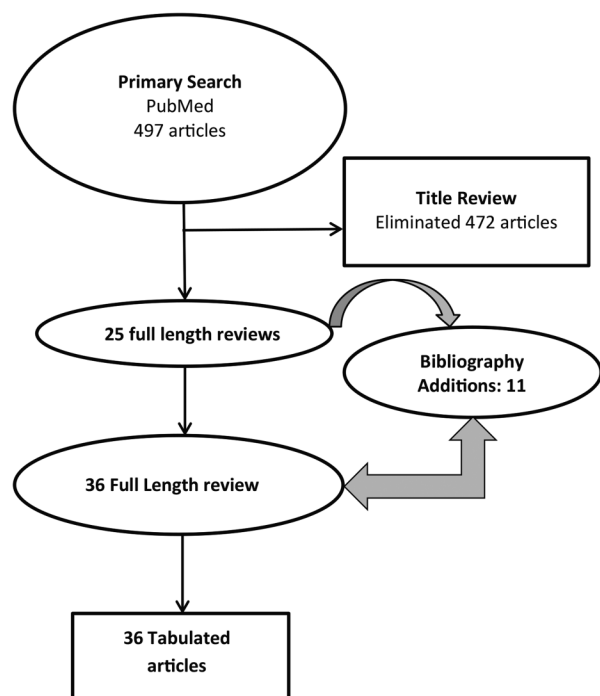 Primary Search
PubMed
497 articles
Title Review
Eliminated 472 articles
25 full length reviews
Bibliography
Additions: 11
36 Full Length review
36 Tabulated
articles